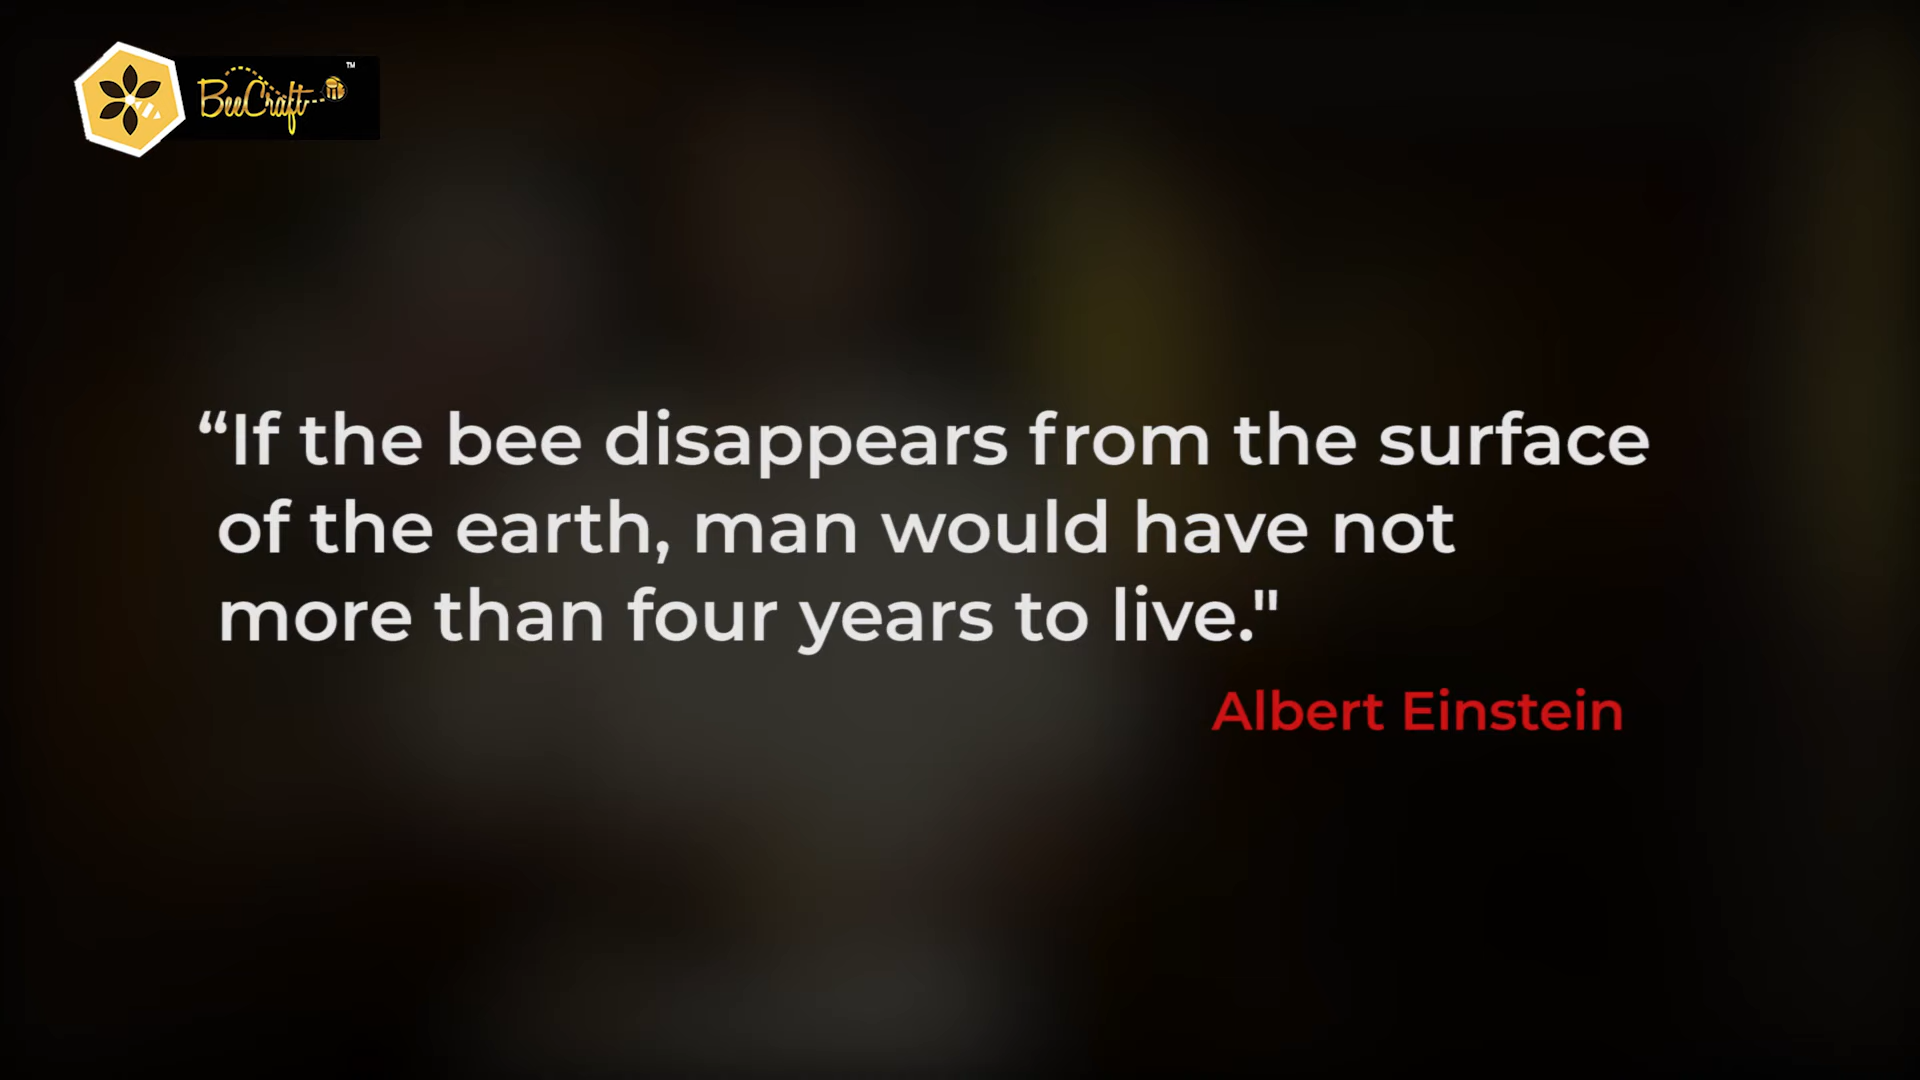 BeeCraft ™
“If the bee disappears from the surface
of the earth, man would have not
more than four years to live."
Albert Einstein